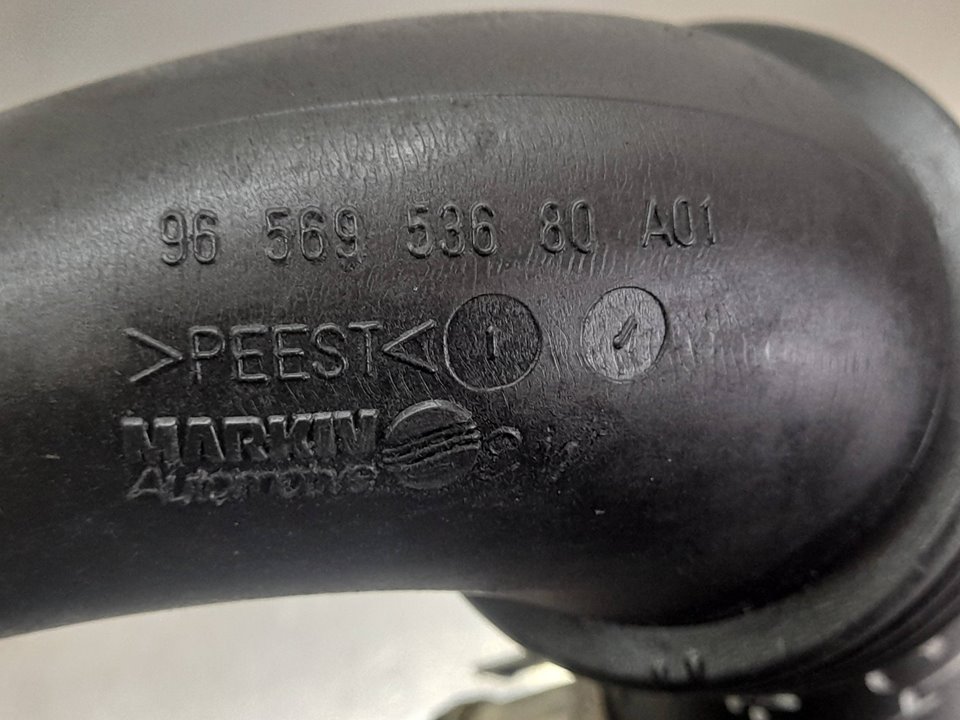 96 569 536 80 A01
>PEEST<
MARKIV
Automotive